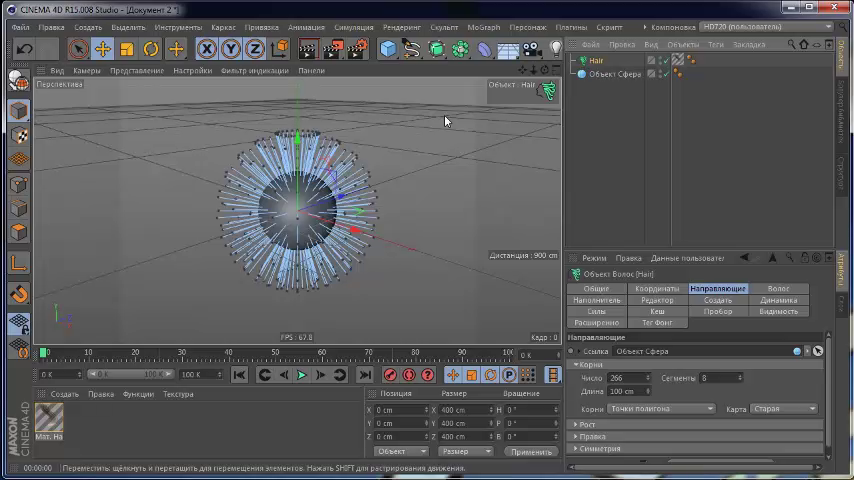 CINEMA 4D R15.008 Studio - [Документ 2 *]
Файл Правка Создать Выделить Инструменты Каркас Привязка Анимация Симуляция Рендеринг Скульпт MoGraph Персонаж Плагины Скрипт Компоновка HD720 (пользователь)
Файл Правка Вид Объекты Теги Закладка
Вид Камеры Представление Настройки Фильтр индикации Панели
Перспектива
Объект : Hair
Hair
Объект Сфера
Дистанция : 900 cm
FPS : 67.8
Кадр : 0
0 10 20 30 40 50 60 70 80 90 100 0 K
0 K 0 K 100 K 100 K
Создать Правка Функции Текстура
Мат. На
Позиция Размер Вращение
X 0 cm X 400 cm H 0 °
Y 0 cm Y 400 cm P 0 °
Z 0 cm Z 400 cm B 0 °
Объект Размер Применить
Режим Правка Данные пользовате
Объект Волос [Hair]
Общие Координаты Направляющие Волос
Наполнитель Редактор Создать Динамика
Силы Кеш Пробор Видимость
Расширенно Тег Фонг
Направляющие
Ссылка Объект Сфера
Корни
Число 266 Сегменты 8
Длина 100 cm
Корни Точки полигона Карта Старая
Рост
Правка
Симметрия
Объекты
Структура
Атрибуты
MAXON
CINEMA 4D
00:00:00 Переместить: щёлкнуть и перетащить для перемещения элементов. Нажать SHIFT для растрирования движения.